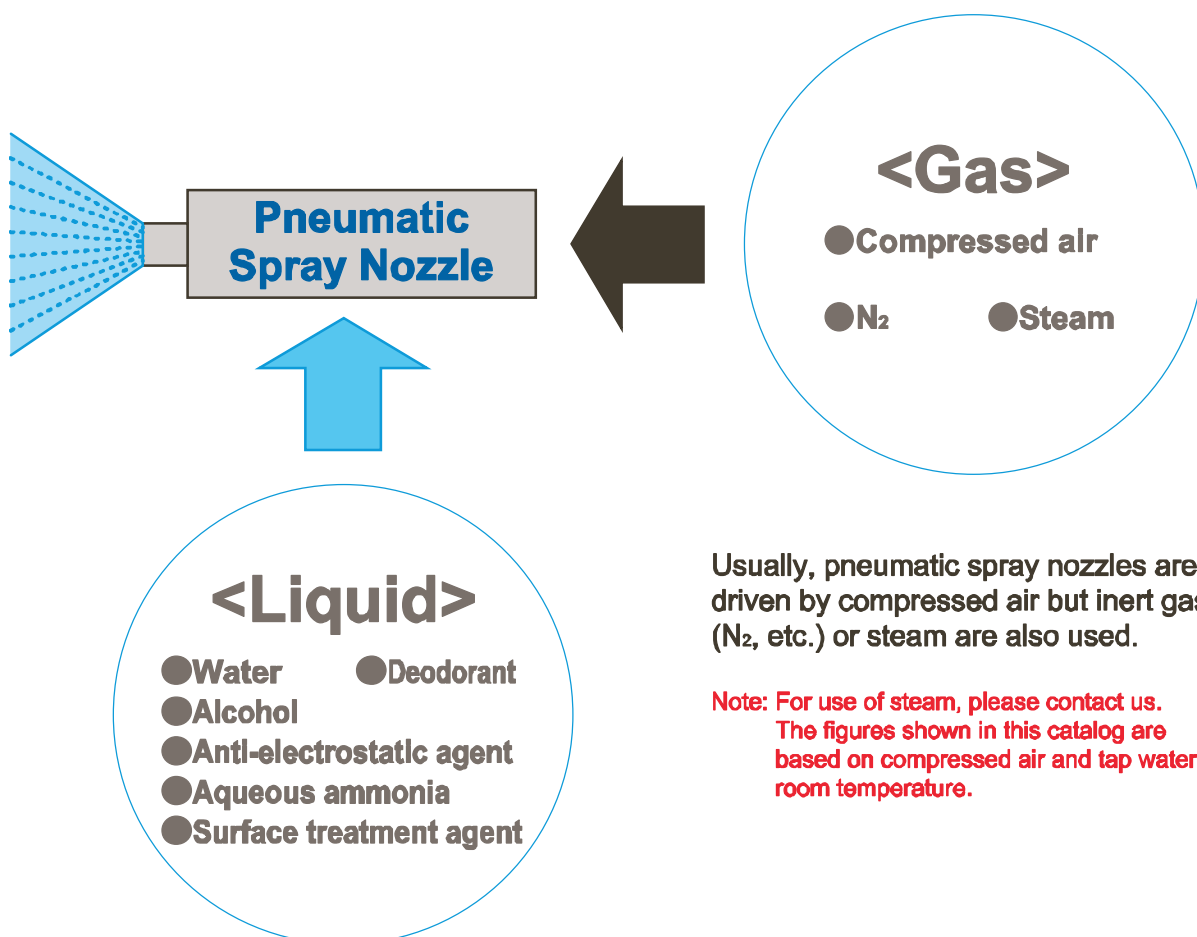 <Gas>
●Compressed air
●N₂ ●Steam
Pneumatic
Spray Nozzle
<Liquid>
●Water ●Deodorant
●Alcohol
●Anti-electrostatic agent
●Aqueous ammonia
●Surface treatment agent
Usually, pneumatic spray nozzles are
driven by compressed air but inert gas
(N₂, etc.) or steam are also used.
Note: For use of steam, please contact us.
The figures shown in this catalog are
based on compressed air and tap water
room temperature.